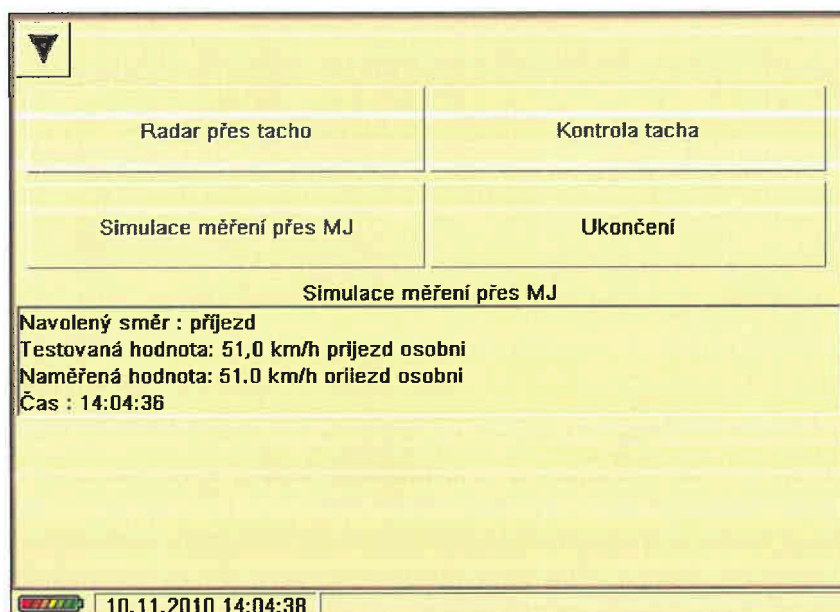 Radar přes tacho
Kontrola tacha
Simulace měření přes MJ
Ukončení
Simulace měření přes MJ
Navolený směr : příjezd
Testovaná hodnota: 51,0 km/h prijezd osobni
Naměřená hodnota: 51.0 km/h prijezd osobni
Čas : 14:04:36
10.11.2010 14:04:38